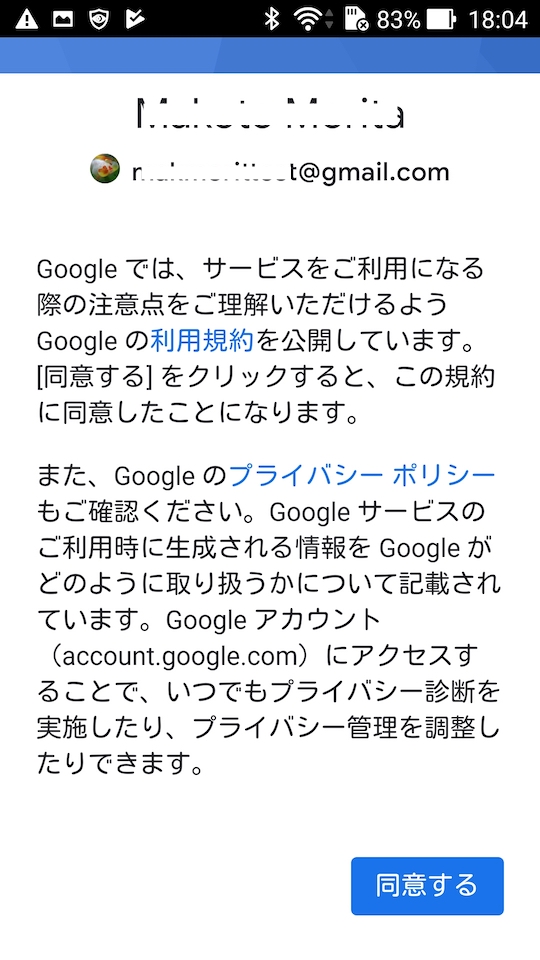 83% 18:04
@gmail.com
Google では、サービスをご利用になる
際の注意点をご理解いただけるよう
Google の利用規約を公開しています。
[同意する] をクリックすると、この規約
に同意したことになります。
また、Google のプライバシー ポリシー
もご確認ください。Google サービスの
ご利用時に生成される情報を Google が
どのように取り扱うかについて記載され
ています。Google アカウント
（account.google.com）にアクセスす
ることで、いつでもプライバシー診断を
実施したり、プライバシー管理を調整し
たりできます。
同意する